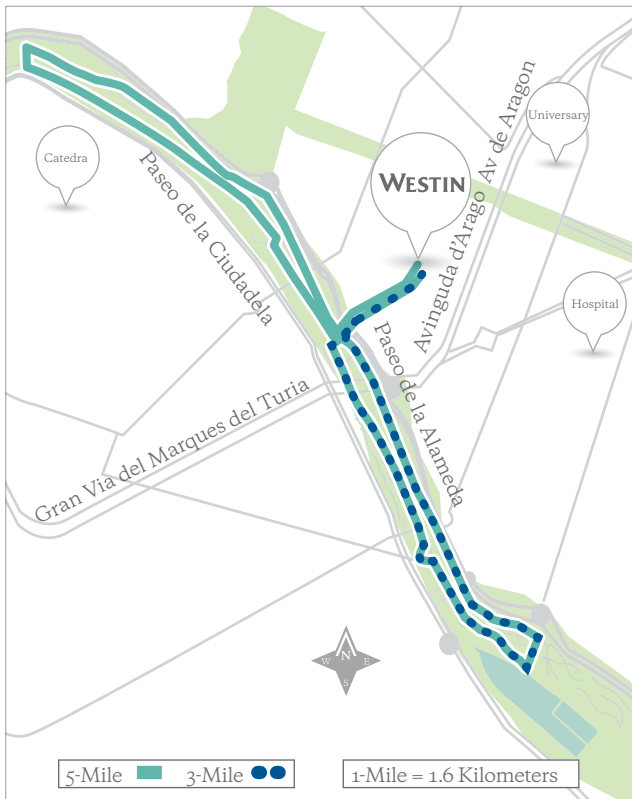 Catedra
Universary
WESTIN
Av de Aragon
Avinguda d'Arago
Paseo de la Ciudadela
Hospital
Paseo de la Alameda
Gran Via del Marques del Turia
N
W E
S
5-Mile 3-Mile
1-Mile = 1.6 Kilometers